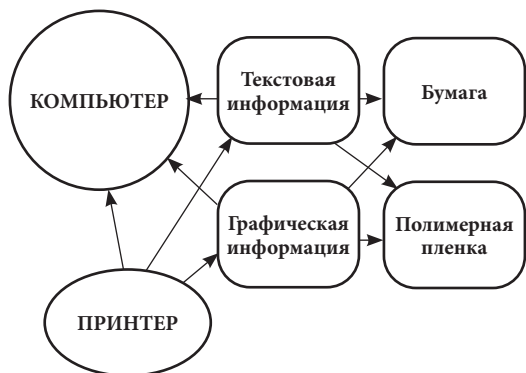 КОМПЬЮТЕР
Текстовая
информация
Бумага
Графическая
информация
Полимерная
пленка
ПРИНТЕР